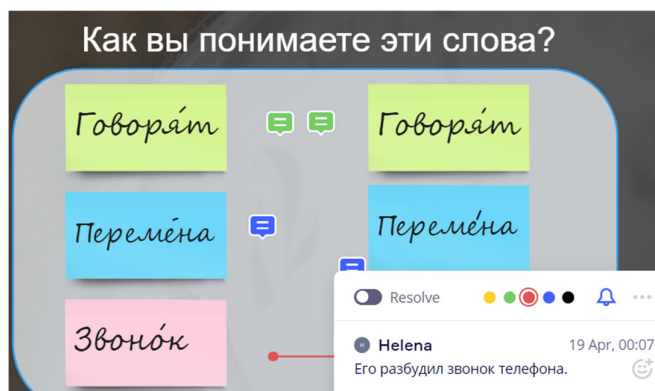 Как вы понимаете эти слова?
Говоря́т
Говоря́т
Переме́на
Переме́на
Звоно́к
Resolve
Helena
19 Apr, 00:07
Его разбудил звонок телефона.